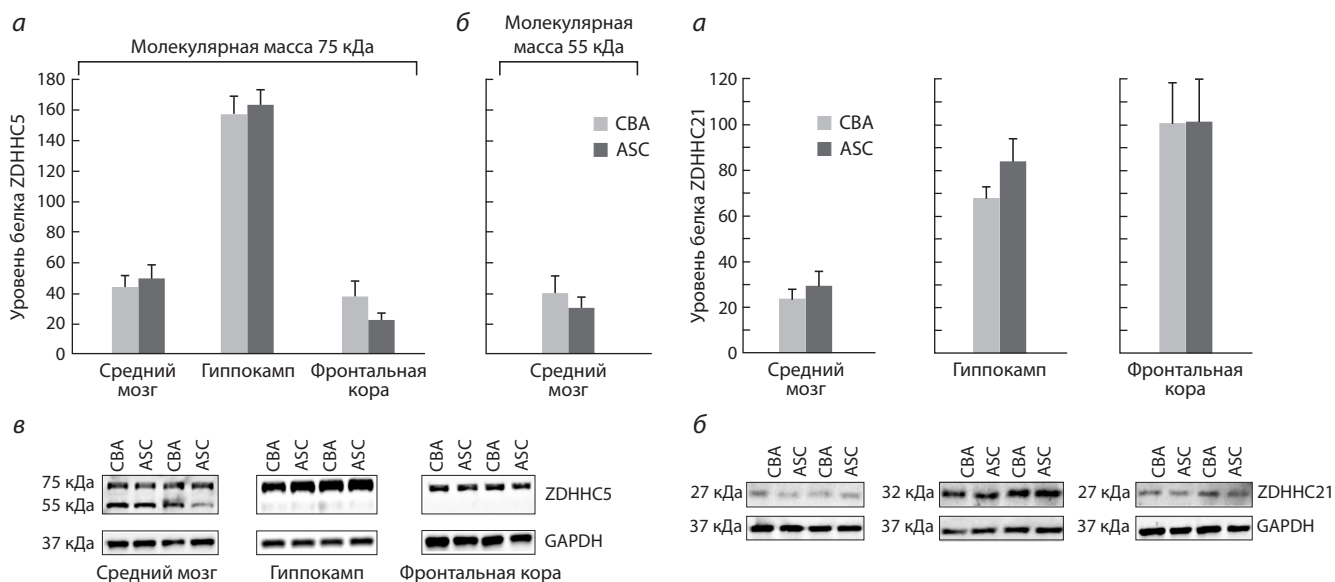 а
Молекулярная масса 75 кДа
Уровень белка ZDHHC5
180
160
140
120
100
80
60
40
20
0
Средний
мозг
Гиппокамп
Фронтальная
кора
б
Молекулярная
масса 55 кДа
CBA
ASC
Средний
мозг
в
CBA
ASC
CBA
ASC
CBA
ASC
CBA
ASC
CBA
ASC
CBA
ASC
75 кДа
55 кДа
ZDHHC5
37 кДа
GAPDH
Средний мозг
Гиппокамп
Фронтальная кора
а
Уровень белка ZDHHC21
120
100
80
60
40
20
0
CBA
ASC
Средний
мозг
Гиппокамп
Фронтальная
кора
б
CBA
ASC
CBA
ASC
CBA
ASC
CBA
ASC
CBA
ASC
CBA
ASC
27 кДа
32 кДа
27 кДа
ZDHHC21
37 кДа
37 кДа
37 кДа
GAPDH